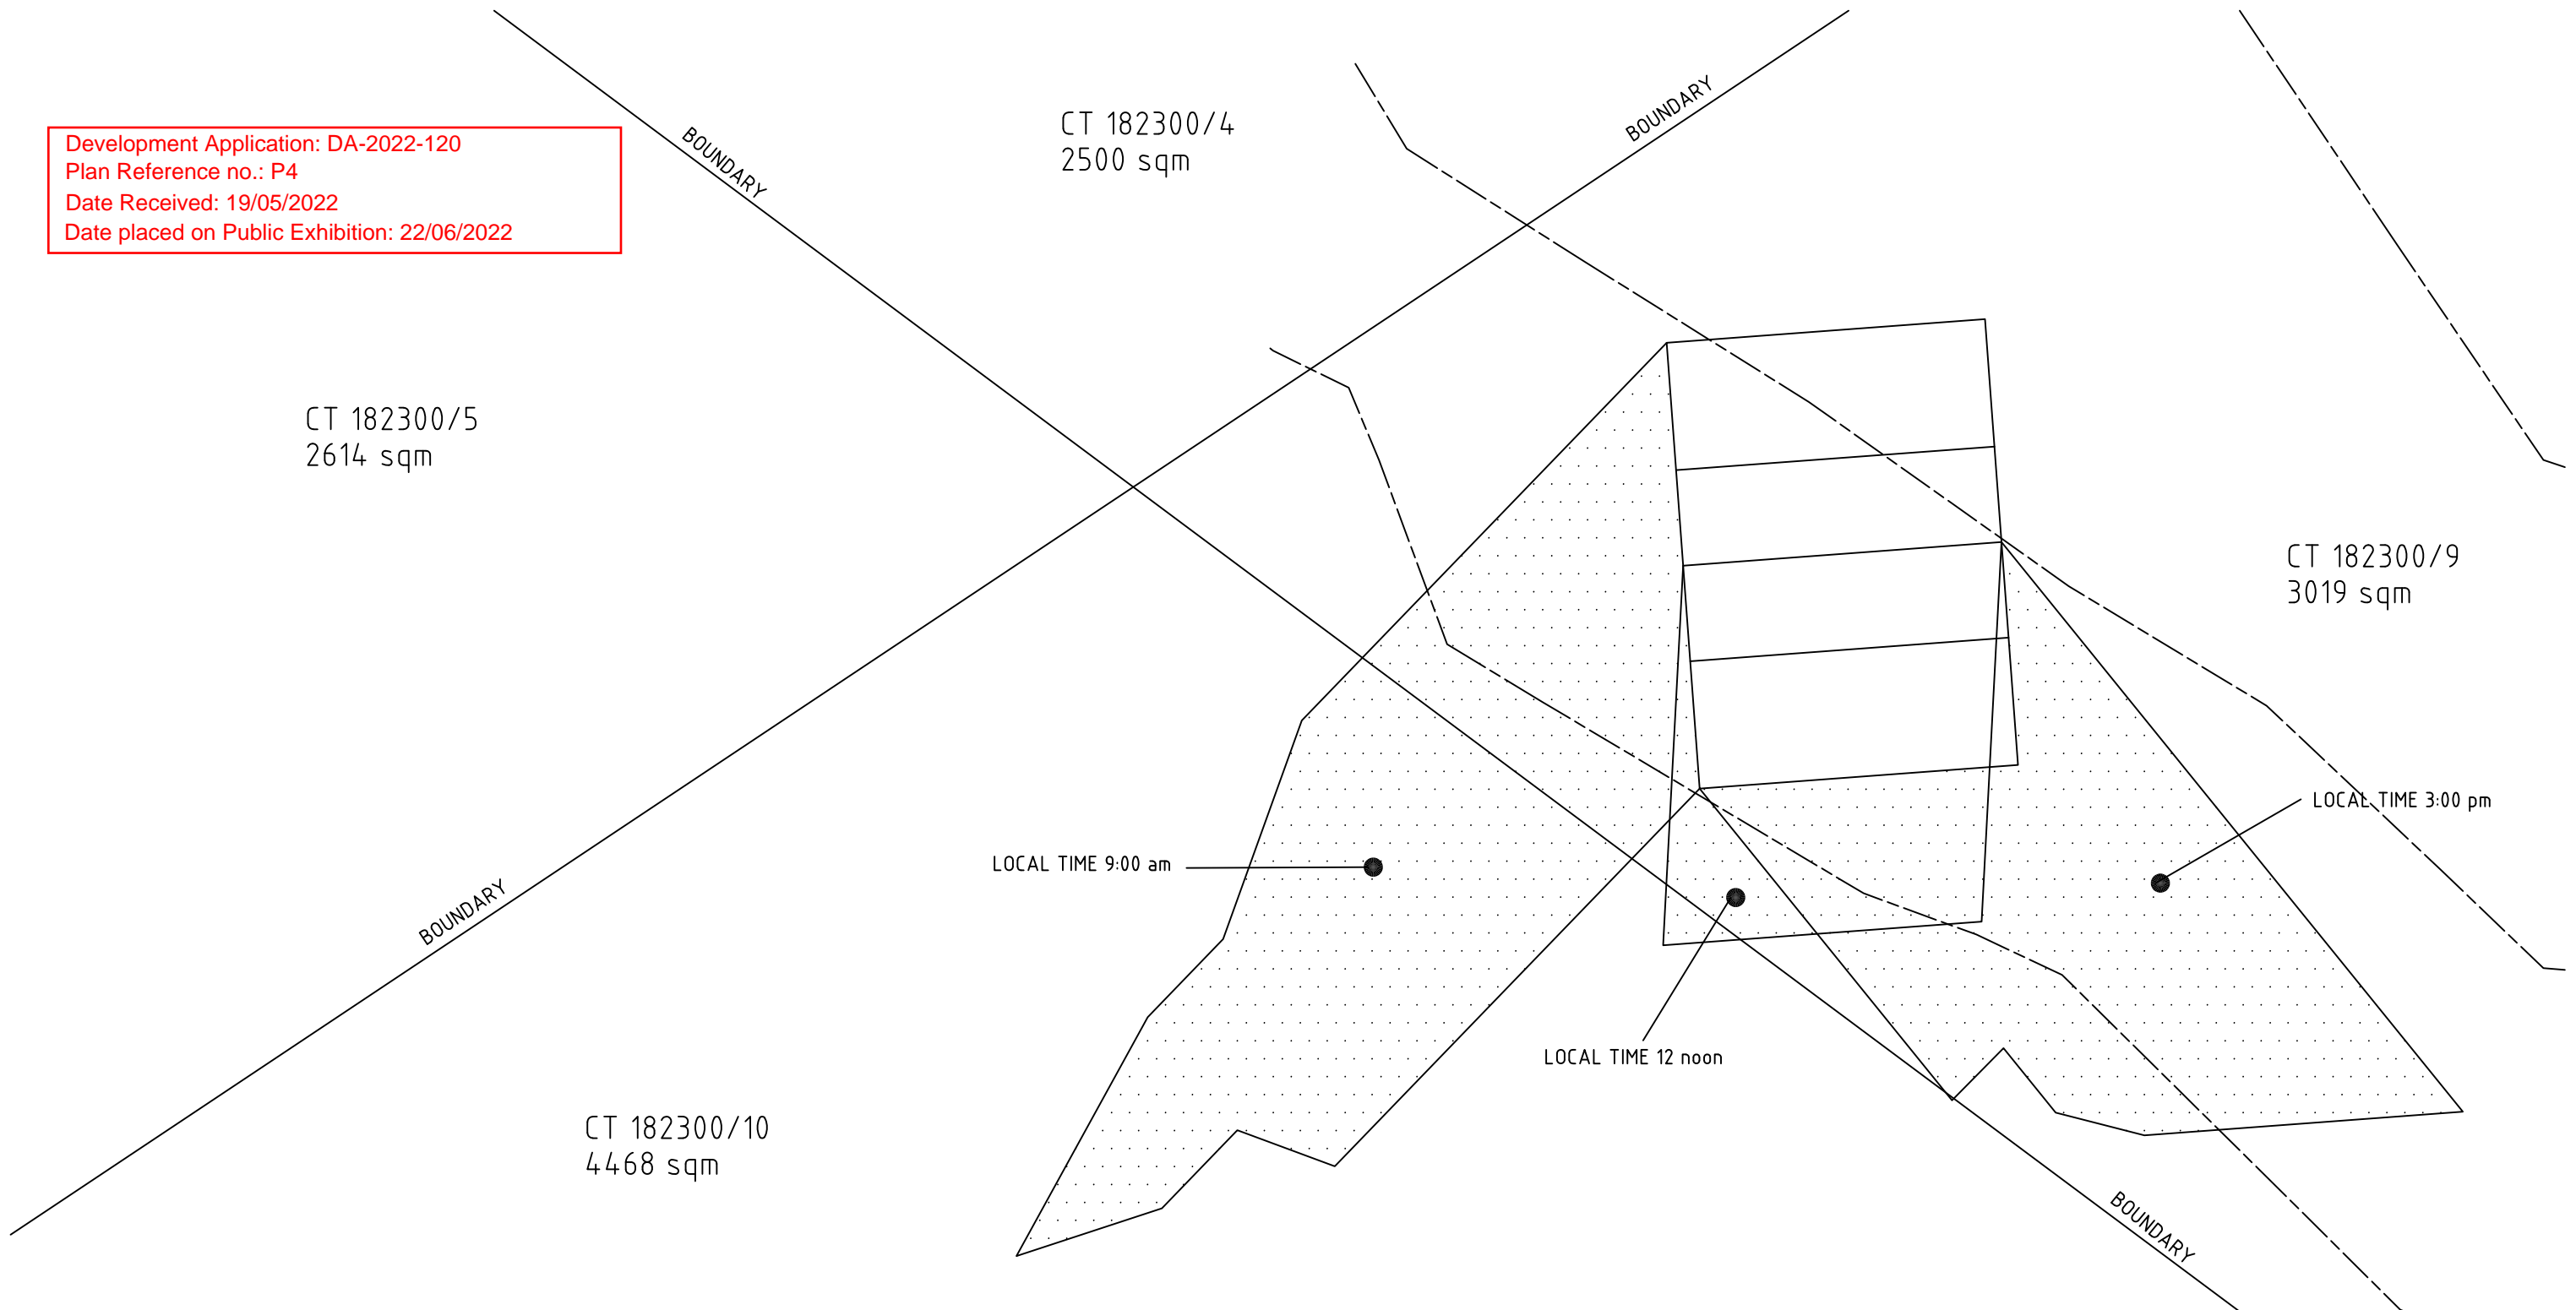 Development Application: DA-2022-120
Plan Reference no.: P4
Date Received: 19/05/2022
Date placed on Public Exhibition: 22/06/2022
BOUNDARY
CT 182300/4
2500 sqm
BOUNDARY
CT 182300/5
2614 sqm
CT 182300/9
3019 sqm
LOCAL TIME 3:00 pm
LOCAL TIME 9:00 am
BOUNDARY
LOCAL TIME 12 noon
CT 182300/10
4468 sqm
BOUNDARY